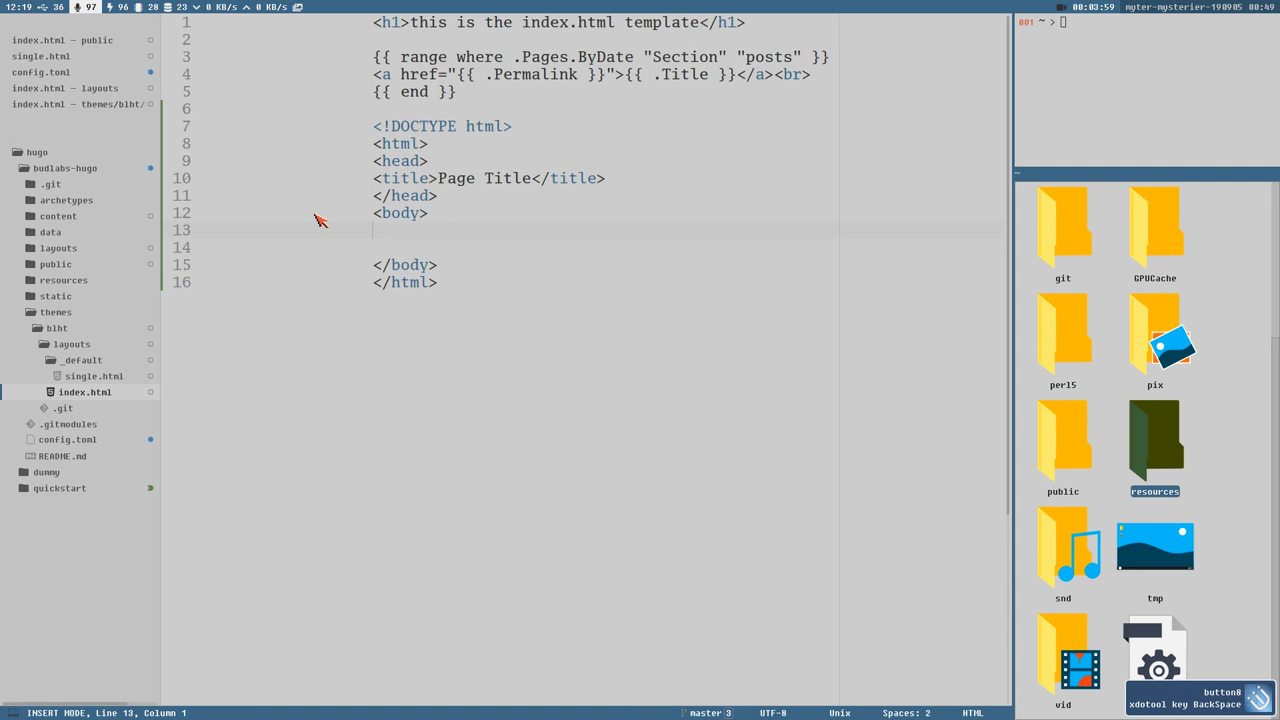 12:19 36 97 96 28 23 0 KB/s 0 KB/s
00:03:59 myter-mysterier-190905 00:49
index.html — public
single.html
config.toml
index.html — layouts
index.html — themes/blht/
hugo
budlabs-hugo
.git
archetypes
content
data
layouts
public
resources
static
themes
blht
layouts
_default
single.html
index.html
.git
.gitmodules
config.toml
README.md
dummy
quickstart
1 <h1>this is the index.html template</h1>
2
3 {{ range where .Pages.ByDate "Section" "posts" }}
4 <a href="{{ .Permalink }}">{{ .Title }}</a><br>
5 {{ end }}
6
7 <!DOCTYPE html>
8 <html>
9 <head>
10 <title>Page Title</title>
11 </head>
12 <body>
13
14
15 </body>
16 </html>
001 ~ >
~
git GPUCache
perl5 pix
public resources
snd tmp
vid
button8
xdotool key BackSpace
INSERT MODE, Line 13, Column 1 master 3 UTF-8 Unix Spaces: 2 HTML